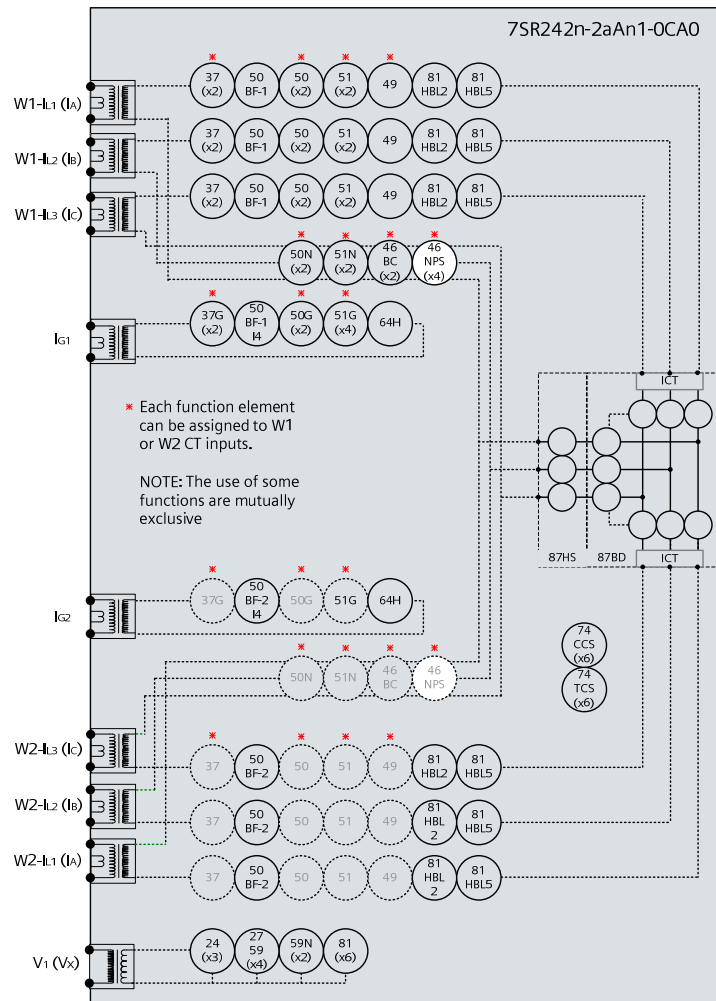 7SR242n-2aAn1-0CA0
* * * *
W1-IL1 (IA)
37 (x2)
50 BF-1
50 (x2)
51 (x2)
49
81 HBL2
81 HBL5
W1-IL2 (IB)
37 (x2)
50 BF-1
50 (x2)
51 (x2)
49
81 HBL2
81 HBL5
W1-IL3 (IC)
37 (x2)
50 BF-1
50 (x2)
51 (x2)
49
81 HBL2
81 HBL5
* * * *
50N (x2)
51N (x2)
46 BC (x2)
46 NPS (x4)
* * *
IG1
37G (x2)
50 BF-1 I4
50G (x2)
51G (x4)
64H
ICT
* Each function element
can be assigned to W1
or W2 CT inputs.
NOTE: The use of some
functions are mutually
exclusive
87HS
87BD
ICT
* * *
IG2
37G
50 BF-2 I4
50G
51G
64H
* * * *
50N
51N
46 BC
46 NPS
74 CCS (x6)
74 TCS (x6)
* * * *
W2-IL3 (IC)
37
50 BF-2
50
51
49
81 HBL2
81 HBL5
W2-IL2 (IB)
37
50 BF-2
50
51
49
81 HBL 2
81 HBL5
W2-IL1 (IA)
37
50 BF-2
50
51
49
81 HBL 2
81 HBL5
V1 (VX)
24 (x3)
27 59 (x4)
59N (x2)
81 (x6)